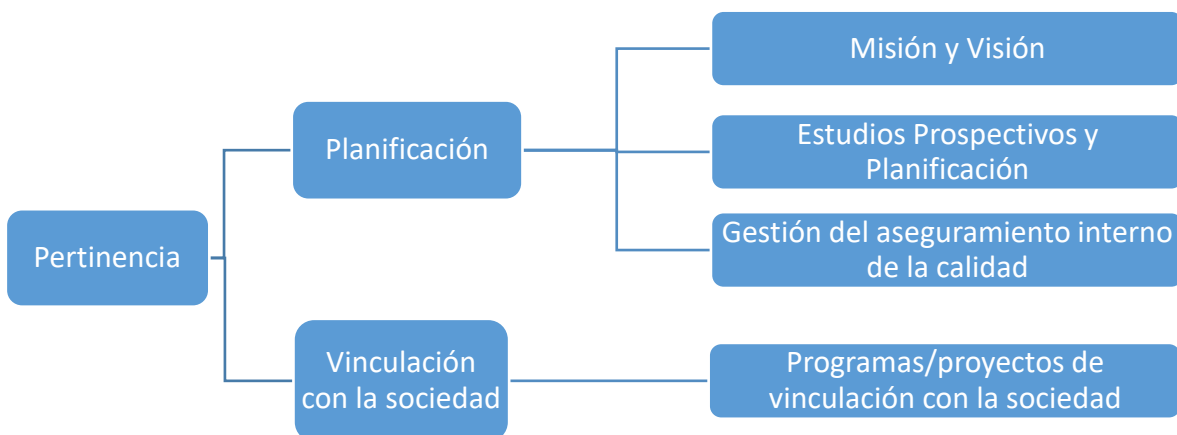 Misión y Visión
Planificación
Estudios Prospectivos y
Planificación
Pertinencia
Gestión del aseguramiento interno
de la calidad
Vinculación
con la sociedad
Programas/proyectos de
vinculación con la sociedad